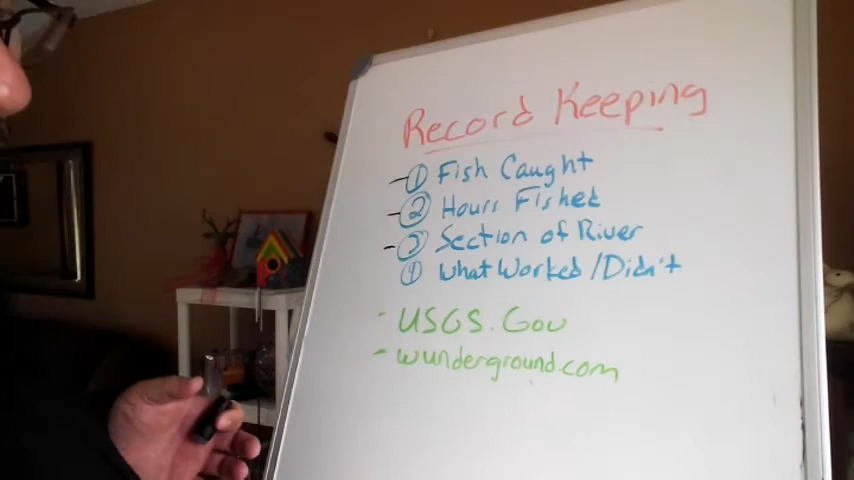 Record Keeping
- ① Fish Caught
- ② Hours Fished
- ③ Section of River
④ What Worked / Didn't
- USGS.Gov
- wunderground.com